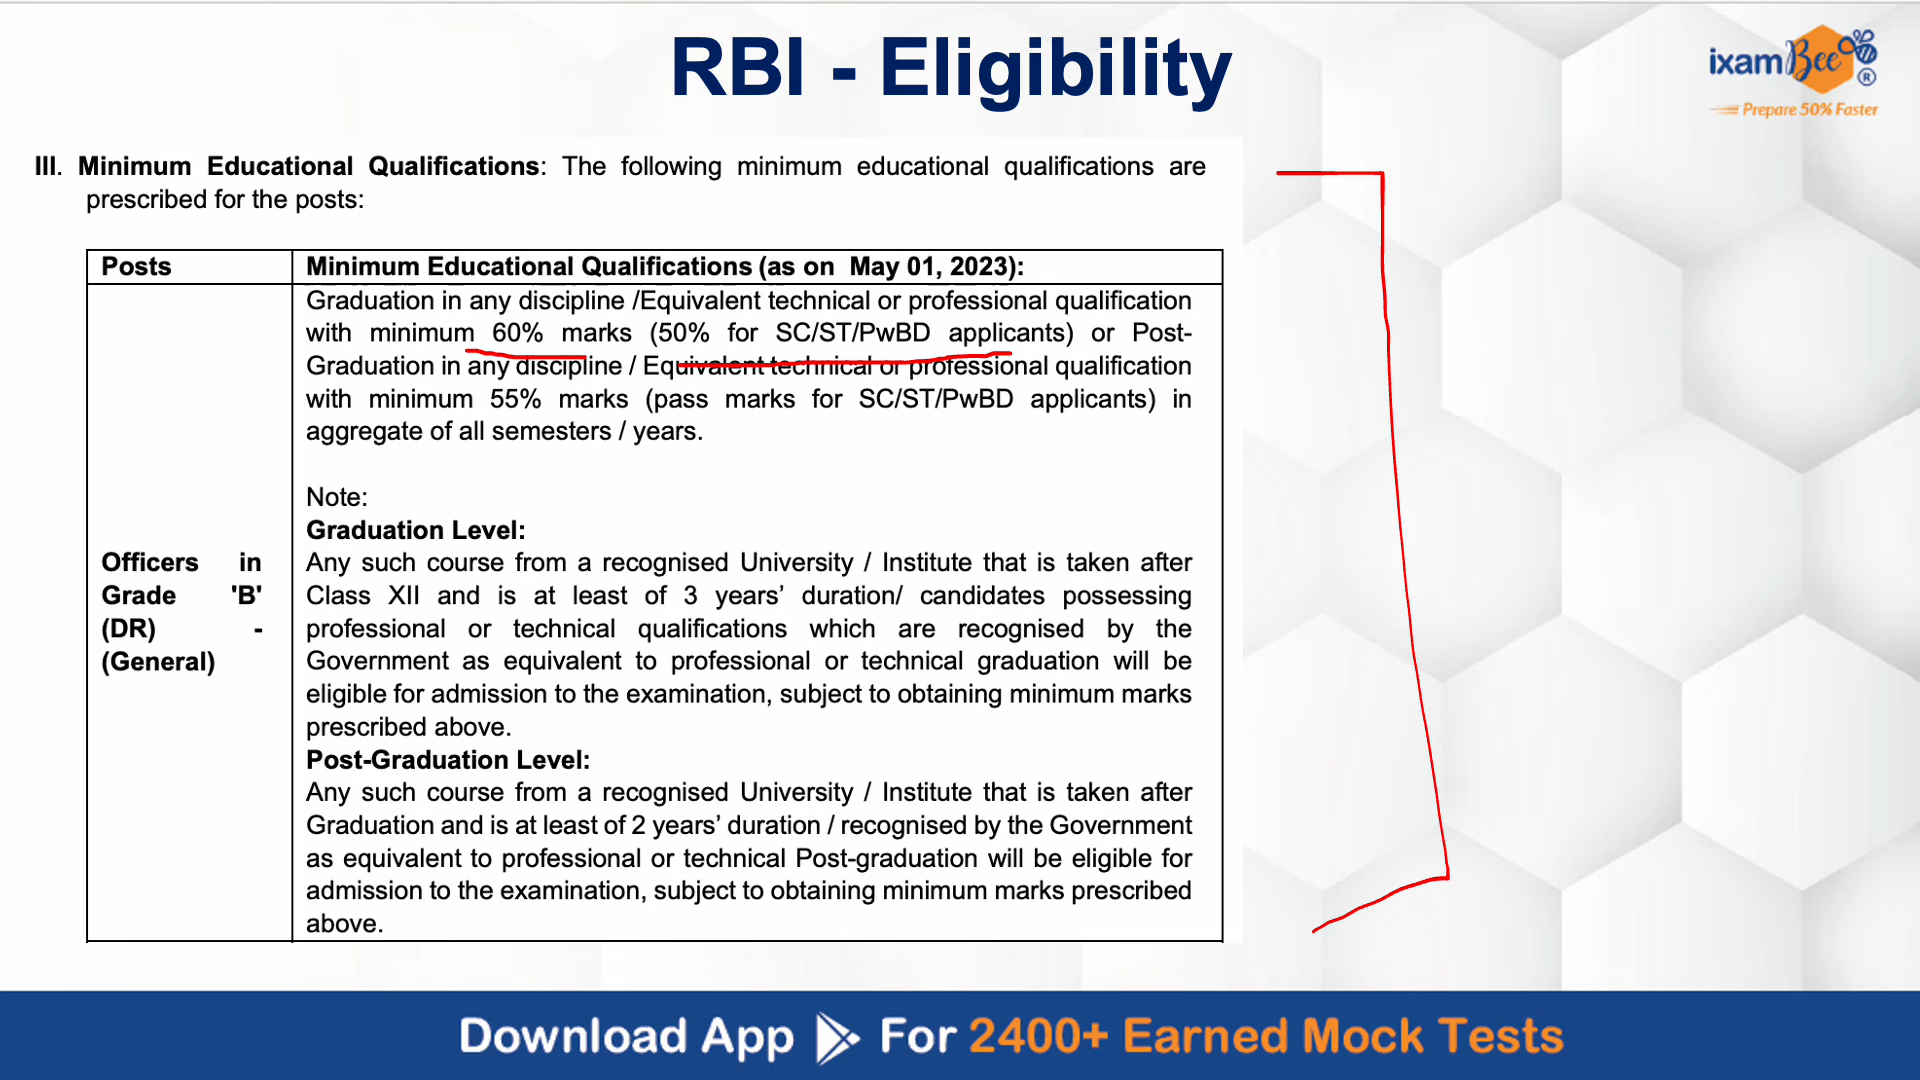 RBI - Eligibility
ixamBee ®
Prepare 50% Faster
III. Minimum Educational Qualifications: The following minimum educational qualifications are
prescribed for the posts:
Posts
Minimum Educational Qualifications (as on May 01, 2023):
Officers in
Grade 'B'
(DR) -
(General)
Graduation in any discipline /Equivalent technical or professional qualification
with minimum 60% marks (50% for SC/ST/PwBD applicants) or Post-
Graduation in any discipline / Equivalent technical or professional qualification
with minimum 55% marks (pass marks for SC/ST/PwBD applicants) in
aggregate of all semesters / years.
Note:
Graduation Level:
Any such course from a recognised University / Institute that is taken after
Class XII and is at least of 3 years’ duration/ candidates possessing
professional or technical qualifications which are recognised by the
Government as equivalent to professional or technical graduation will be
eligible for admission to the examination, subject to obtaining minimum marks
prescribed above.
Post-Graduation Level:
Any such course from a recognised University / Institute that is taken after
Graduation and is at least of 2 years’ duration / recognised by the Government
as equivalent to professional or technical Post-graduation will be eligible for
admission to the examination, subject to obtaining minimum marks prescribed
above.
Download App For 2400+ Earned Mock Tests